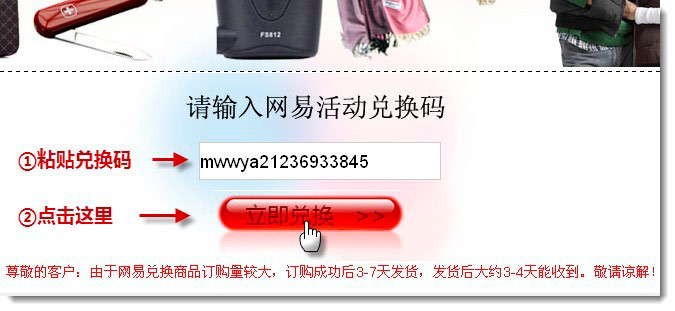 FS812
请输入网易活动兑换码
①粘贴兑换码
mwwya21236933845
②点击这里
立即兑换 >>
尊敬的客户：由于网易兑换商品订购量较大，订购成功后3-7天发货，发货后大约3-4天能收到。敬请谅解！